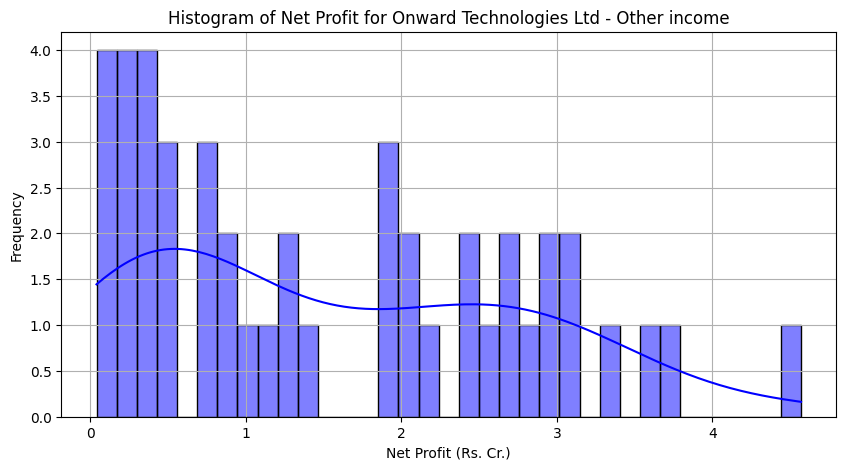 Histogram of Net Profit for Onward Technologies Ltd - Other income
Frequency
4.0
3.5
3.0
2.5
2.0
1.5
1.0
0.5
0.0
0 1 2 3 4
Net Profit (Rs. Cr.)